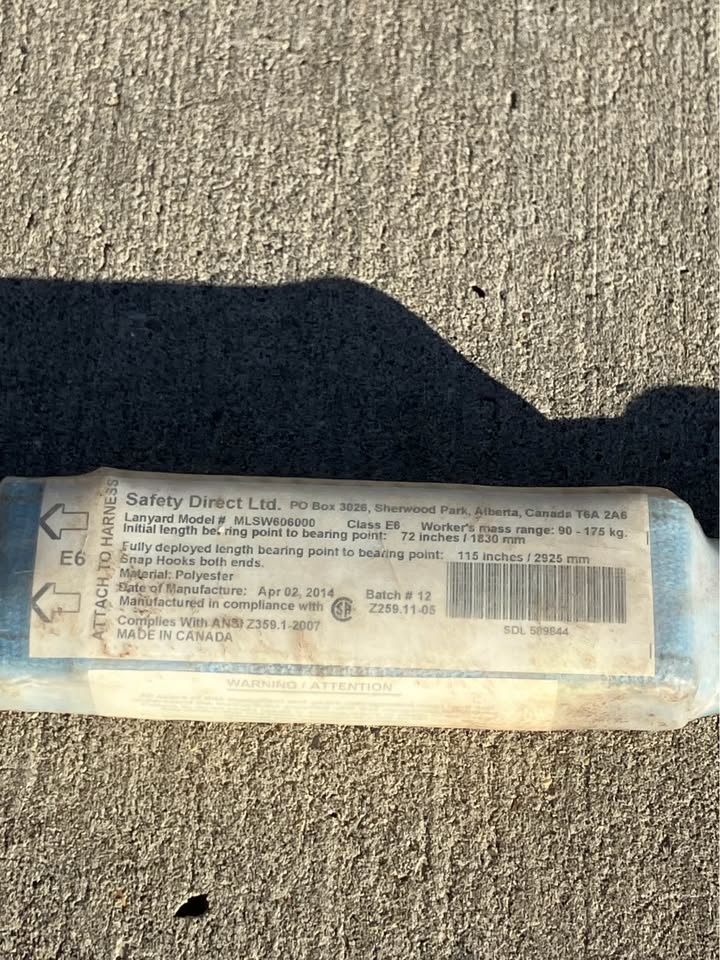 Safety Direct Ltd. PO Box 3026, Sherwood Park, Alberta, Canada T6A 2A6
Lanyard Model # MLSW606000 Class E6 Worker's mass range: 90 - 175 kg.
Initial length be ring point to bearing point: 72 inches / 1830 mm
Fully deployed length bearing point to bearing point: 115 inches / 2925 mm
Snap Hooks both ends.
Material: Polyester
Date of Manufacture: Apr 02, 2014 Batch # 12
Manufactured in compliance with SA Z259.11-05
Complies With ANSI Z359.1-2007
MADE IN CANADA
SDL 589844
E6
ATTACH TO HARNESS
WARNING / ATTENTION